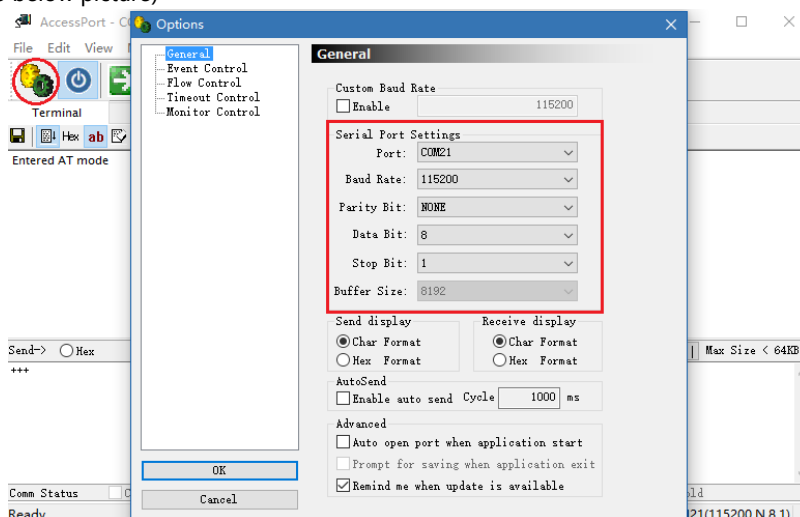 below picture)
AccessPort - C
Options
File Edit View
Terminal
Hex ab
Entered AT mode
General
Event Control
Flow Control
Timeout Control
Monitor Control
General
Custom Baud Rate
Enable 115200
Serial Port Settings
Port: COM21
Baud Rate: 115200
Parity Bit: NONE
Data Bit: 8
Stop Bit: 1
Buffer Size: 8192
Send display Receive display
Char Format Char Format
Hex Format Hex Format
AutoSend
Enable auto send Cycle 1000 ms
Advanced
Auto open port when application start
Prompt for saving when application exit
Remind me when update is available
OK
Cancel
Send-> Hex
Max Size < 64KB
+++
Comm Status
Ready
21(115200,N,8,1)